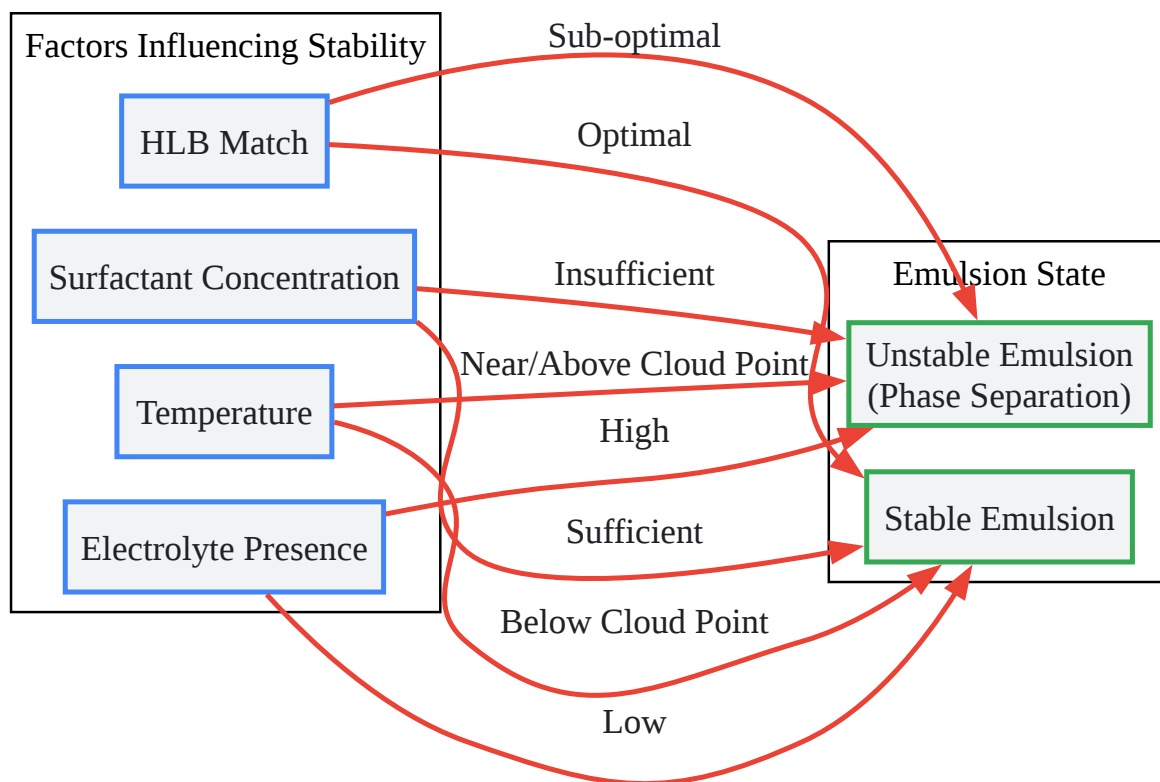 Factors Influencing Stability
HLB Match
Surfactant Concentration
Temperature
Electrolyte Presence
Sub-optimal
Optimal
Insufficient
Near/Above Cloud Point
High
Sufficient
Below Cloud Point
Low
Emulsion State
Unstable Emulsion
(Phase Separation)
Stable Emulsion